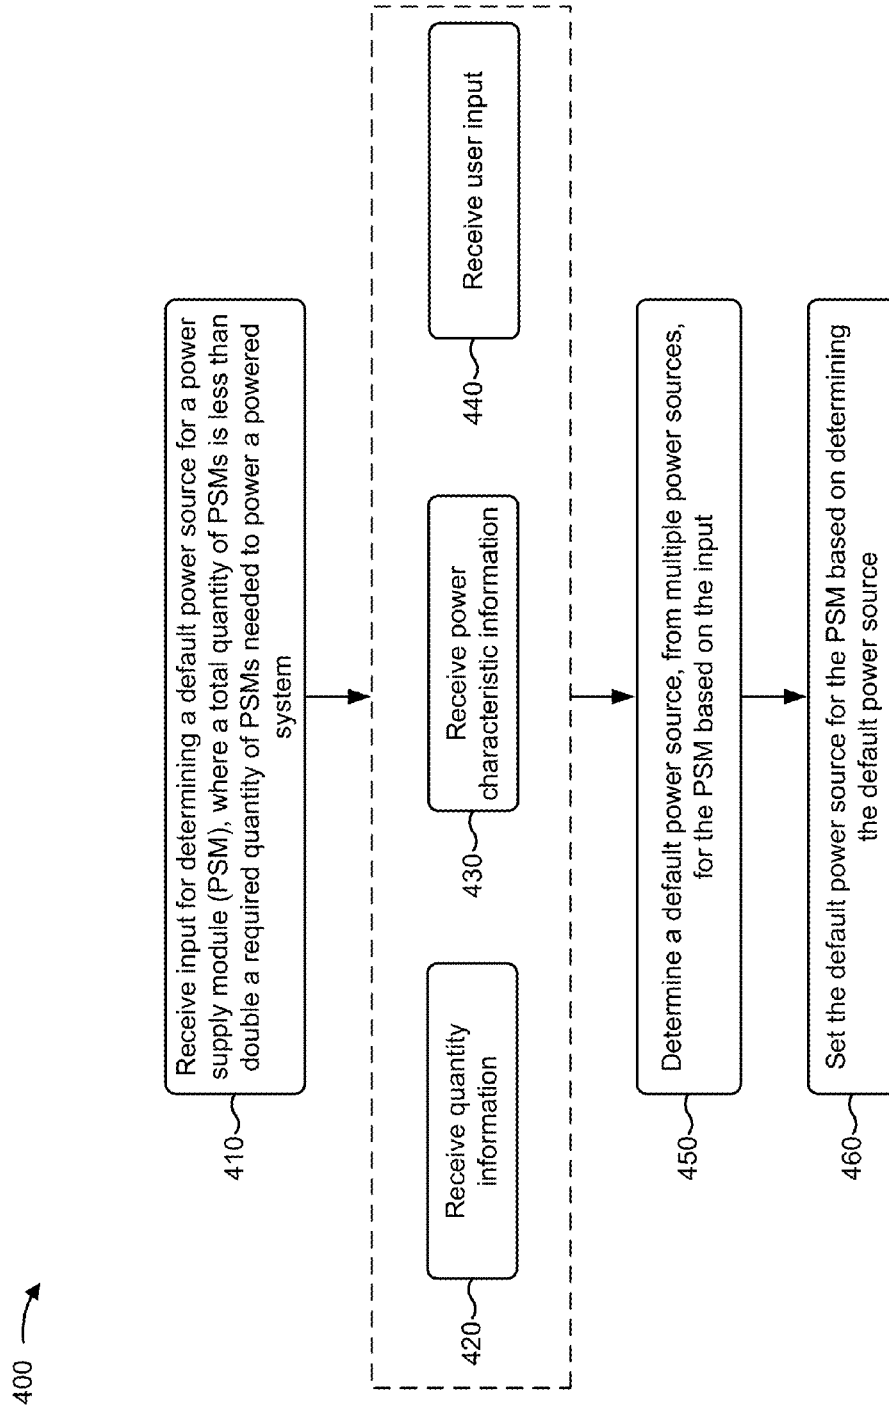 400
410
Receive input for determining a default power source for a power
supply module (PSM), where a total quantity of PSMs is less than
double a required quantity of PSMs needed to power a powered
system
420
Receive quantity
information
430
Receive power
characteristic information
440
Receive user input
450
Determine a default power source, from multiple power sources,
for the PSM based on the input
460
Set the default power source for the PSM based on determining
the default power source